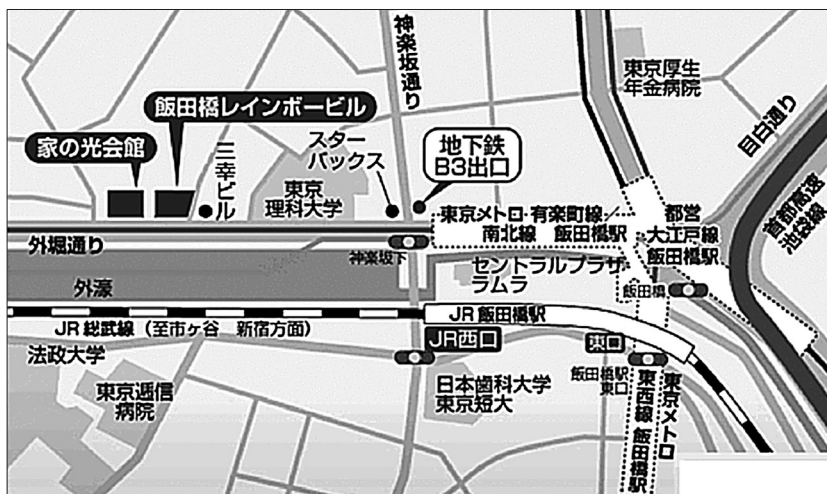 神楽坂通り
東京厚生
年金病院
目白通り
飯田橋レインボービル
家の光会館
三幸ビル
スター
バックス
地下鉄
B3出口
東京
理科大学
首都高速
池袋線
東京メトロ 有楽町線/
南北線 飯田橋駅
都営
大江戸線
飯田橋駅
外堀通り
神楽坂下
セントラルプラザ
ラムラ
飯田橋
外濠
JR 飯田橋駅
JR 総武線(至市ヶ谷 新宿方面)
JR西口
東口
法政大学
飯田橋駅
東口
東京逓信
病院
日本歯科大学
東京短大
東京メトロ
東西線 飯田橋駅